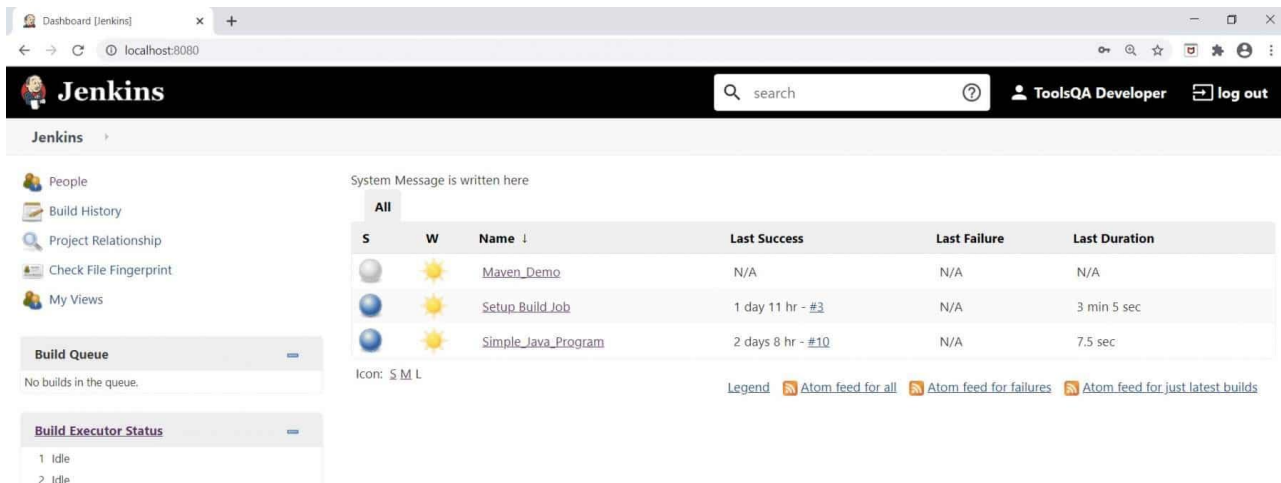 Dashboard [Jenkins]
localhost:8080
Jenkins
search
ToolsQA Developer
log out
Jenkins
People
Build History
Project Relationship
Check File Fingerprint
My Views
Build Queue
No builds in the queue.
Build Executor Status
1 Idle
2 Idle
System Message is written here
All
S W Name ↓ Last Success Last Failure Last Duration
Maven_Demo N/A N/A N/A
Setup Build Job 1 day 11 hr - #3 N/A 3 min 5 sec
Simple_Java_Program 2 days 8 hr - #10 N/A 7.5 sec
Icon: S M L
Legend Atom feed for all Atom feed for failures Atom feed for just latest builds